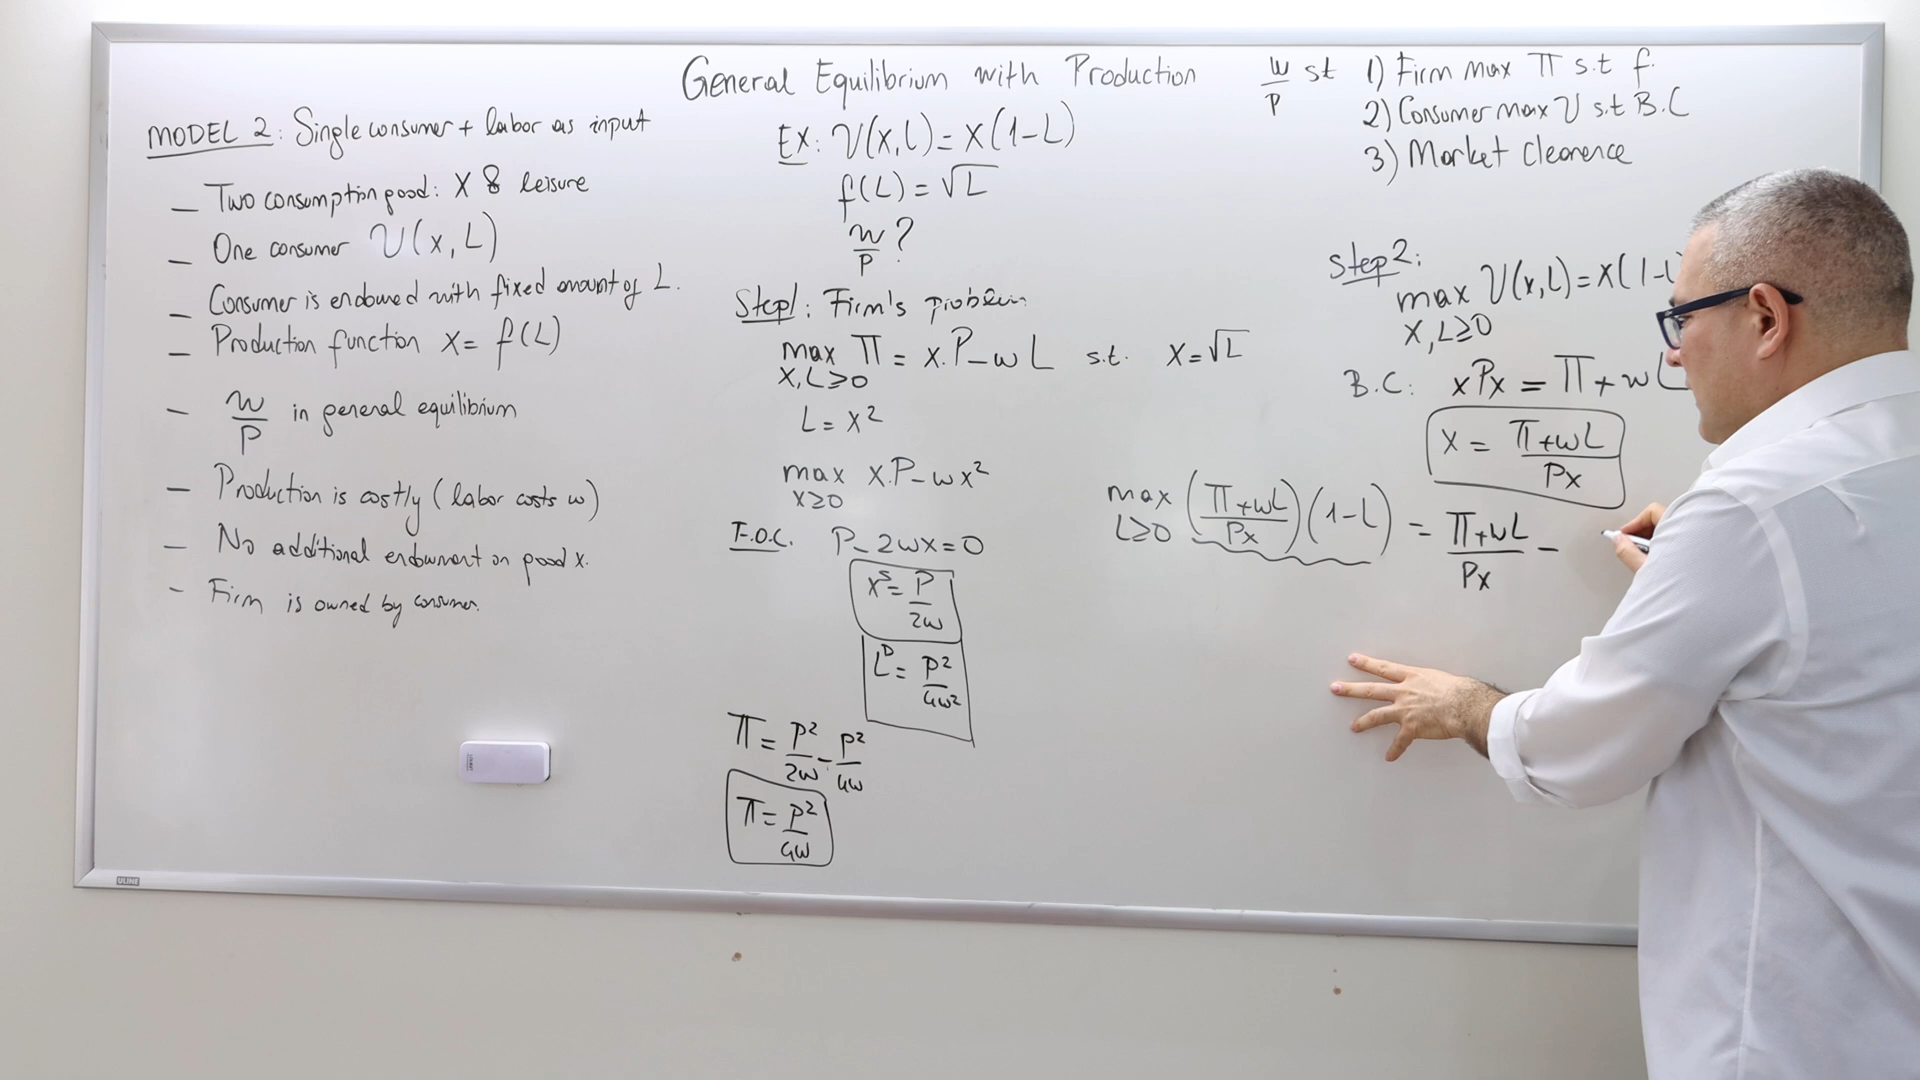 General Equilibrium with Production
MODEL 2: Single consumer + labor as input
— Two consumption good: X & leisure
— One consumer U(x, L)
— Consumer is endowed with fixed amount of L.
— Production function X = f(L)
— w/P in general equilibrium
— Production is costly (labor costs w)
— No additional endowment on good x.
- Firm is owned by consumer.
EX: U(x,L) = X(1-L)
f(L) = √L
w/P ?
Step1: Firm's problem
max Π = x.P - wL s.t. X = √L
X, L ≥ 0
L = x²
max x.P - wx²
x ≥ 0
F.O.C. P - 2wx = 0
x^S = P/2w
L^D = P²/4w²
Π = P²/2w - P²/4w
Π = P²/4w
w/P st 1) Firm max Π s.t f.
2) Consumer max U s.t B.C
3) Market Clearence
Step2:
max U(x,L) = X(1-L
X, L ≥ 0
B.C: xPx = Π + wL
X = Π+wL/Px
max (Π+wL/Px)(1-L) = Π+wL/Px -
L ≥ 0
ULINE